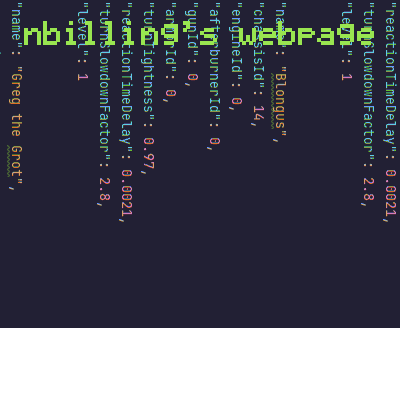 nbilling's webpage
"reactionTimeDelay": 0.0021,
"turnSlowdownFactor": 2.8,
"level": 1
"name": "Blongus",
"chassisId": 14,
"engineId": 0,
"afterburnerId": 0,
"gunId": 0,
"armorId": 0,
"turnTightness": 0.97,
"reactionTimeDelay": 0.0021,
"turnSlowdownFactor": 2.8,
"level": 1
"name": "Greg the Grot",